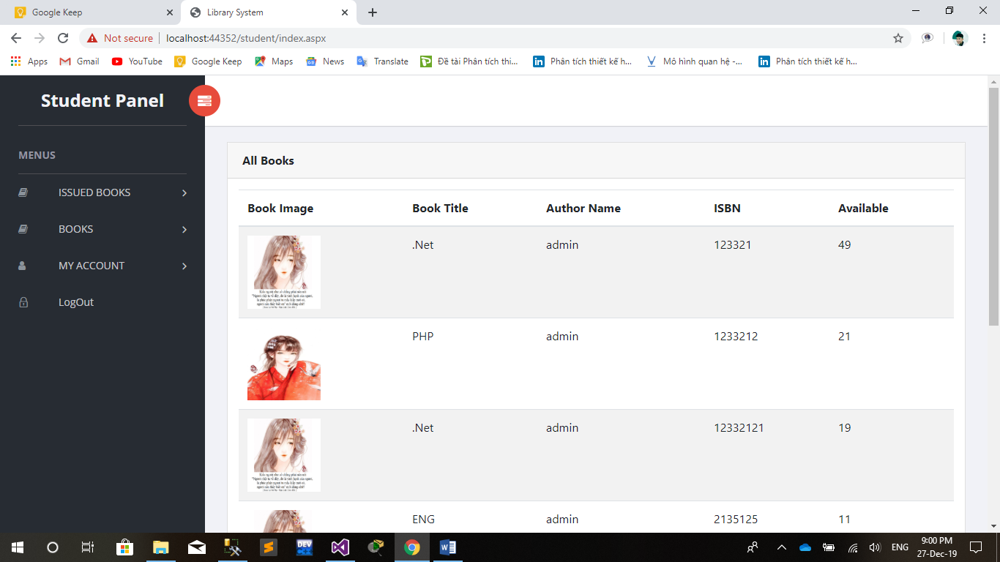 Google Keep
Library System
Not secure
localhost:44352/student/index.aspx
Apps Gmail YouTube Google Keep Maps News Translate Đề tài Phân tích thi... Phân tích thiết kế h... Mô hình quan hệ -... Phân tích thiết kế h...
Student Panel
MENUS
ISSUED BOOKS
BOOKS
MY ACCOUNT
LogOut
All Books
Book Image Book Title Author Name ISBN Available
.Net admin 123321 49
PHP admin 1233212 21
.Net admin 12332121 19
ENG admin 2135125 11
DEV
ENG
9:00 PM
27-Dec-19